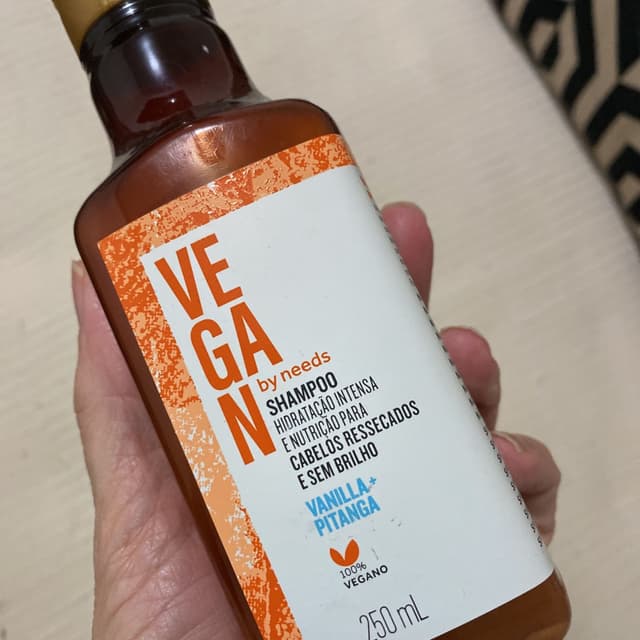 VE
GA
N
by needs
SHAMPOO
HIDRATAÇÃO INTENSA
E NUTRIÇÃO PARA
CABELOS RESSECADOS
E SEM BRILHO
VANILLA+
PITANGA
100%
VEGANO
250 mL